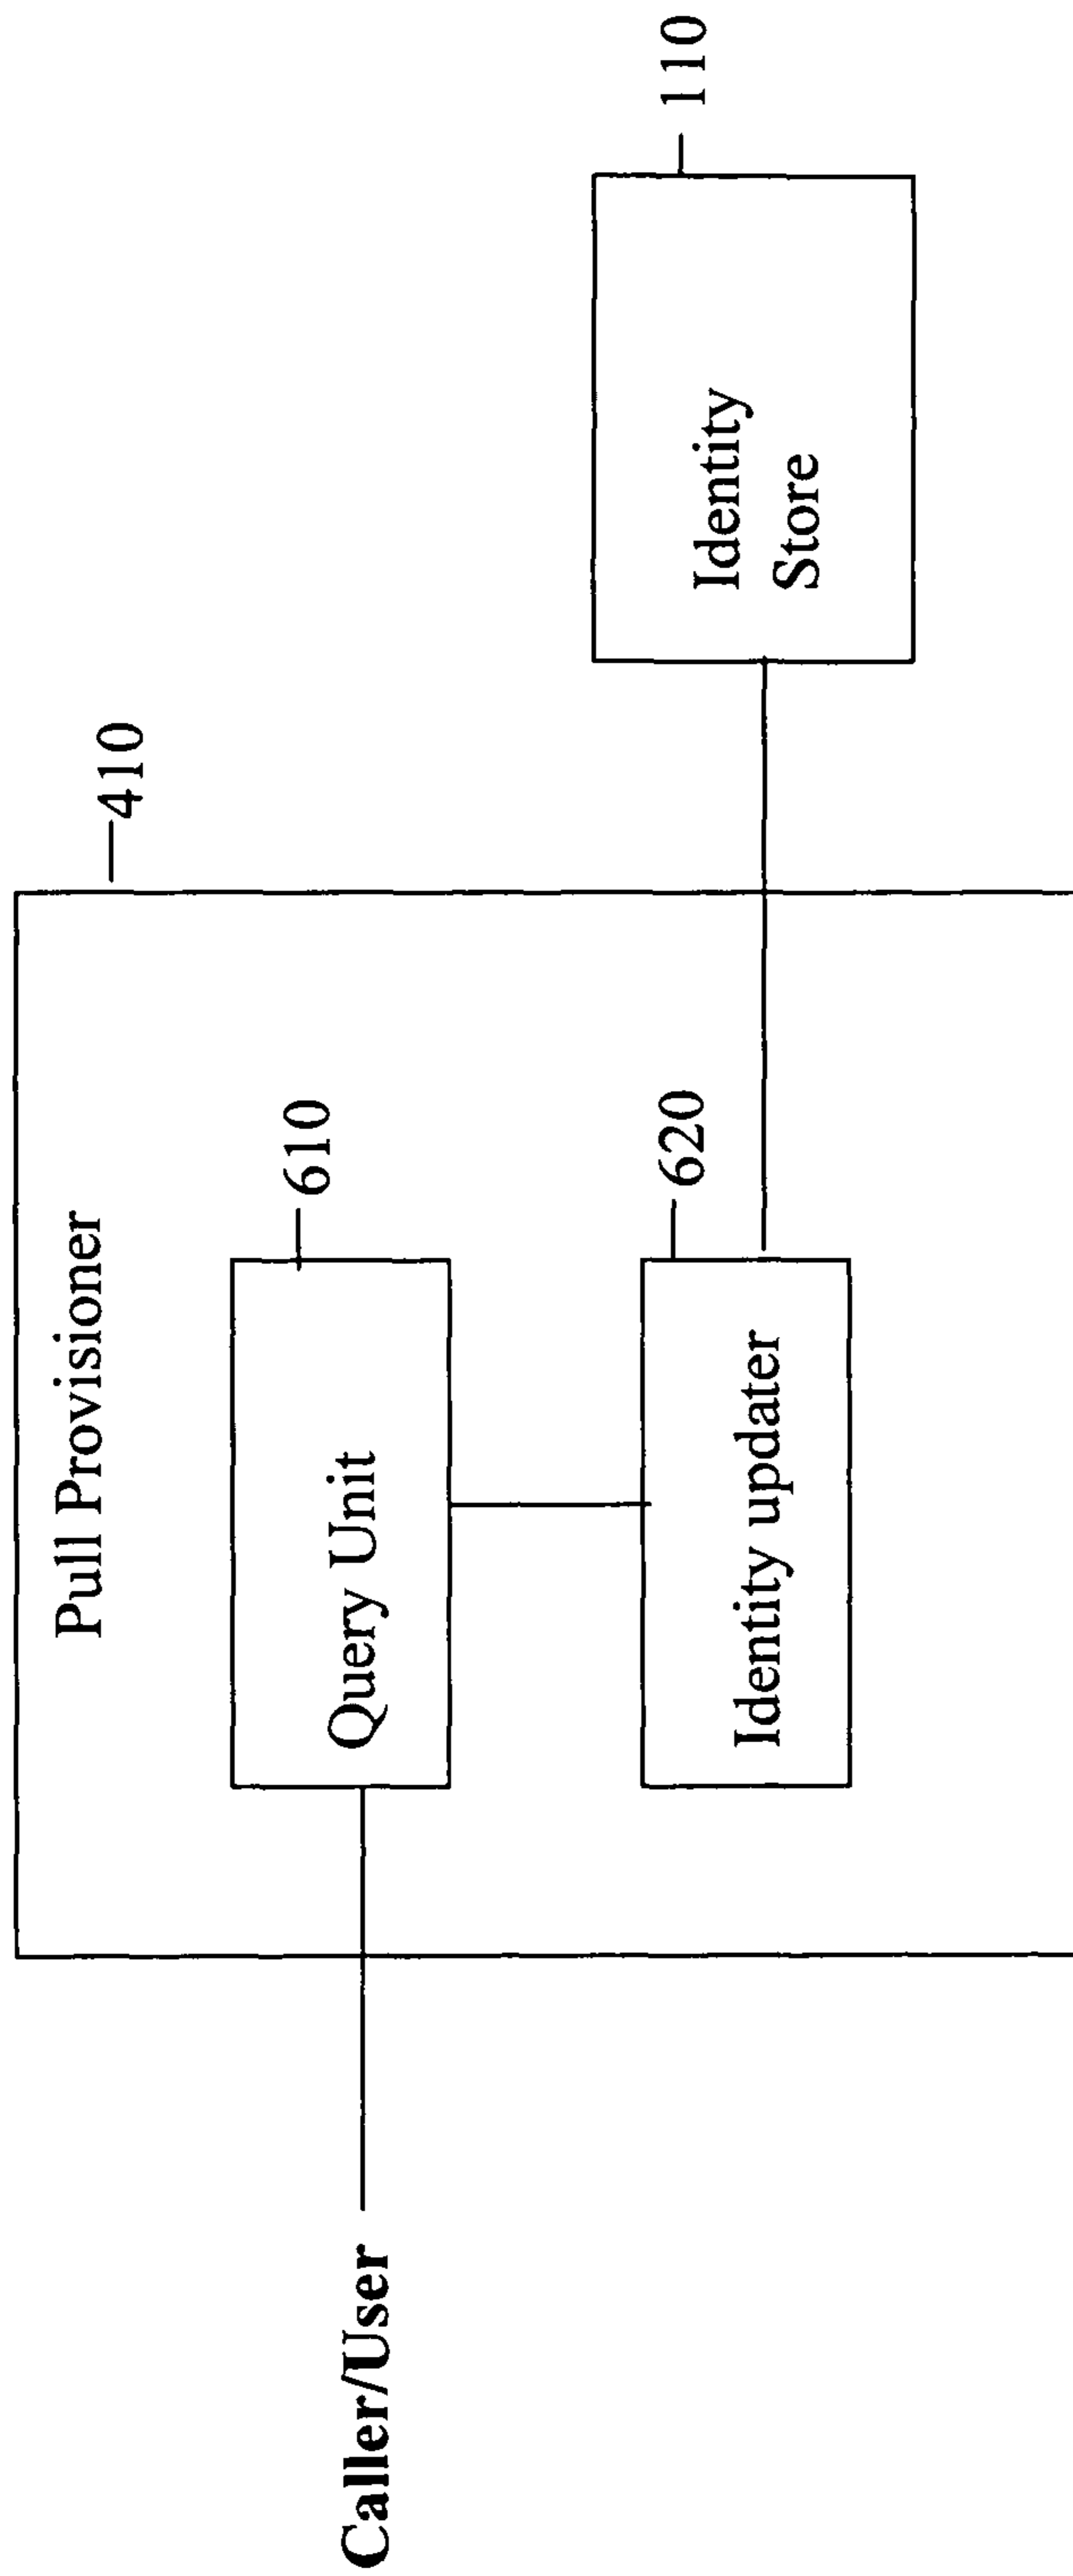 Pull Provisioner
410
Caller/User
Query Unit
610
Identity updater
620
Identity
Store
110